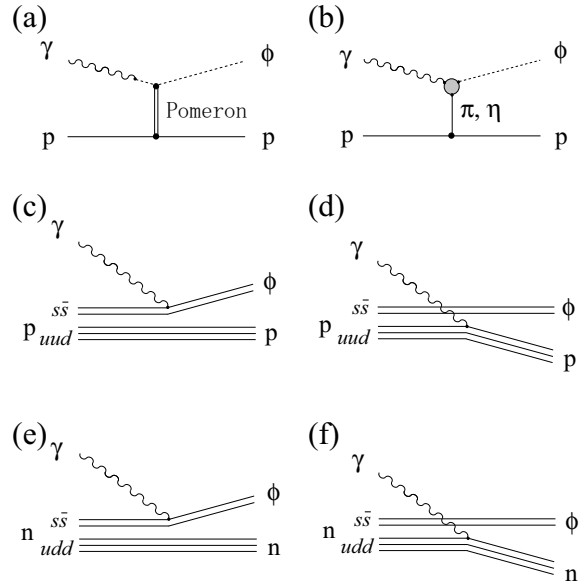 (a) (b)
γ ϕ γ ϕ
Pomeron π, η
p p p p
(c) (d)
γ γ
ss̄ ϕ ss̄ ϕ
p uud p p uud p
(e) (f)
γ γ
ss̄ ϕ ss̄ ϕ
n udd n n udd n